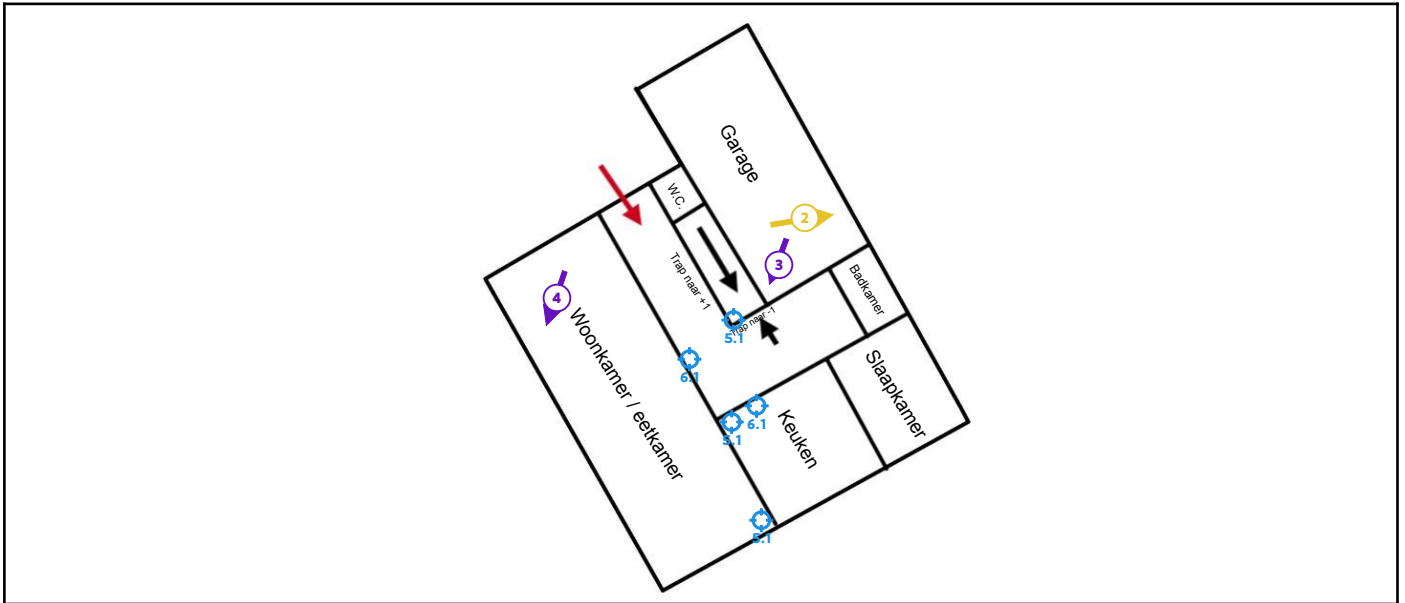 Garage
W.C.
2
3
Trap naar +1
Badkamer
4
Woonkamer / eetkamer
5.1
Trap naar -1
6.1
Slaapkamer
6.1
5.1
Keuken
5.1